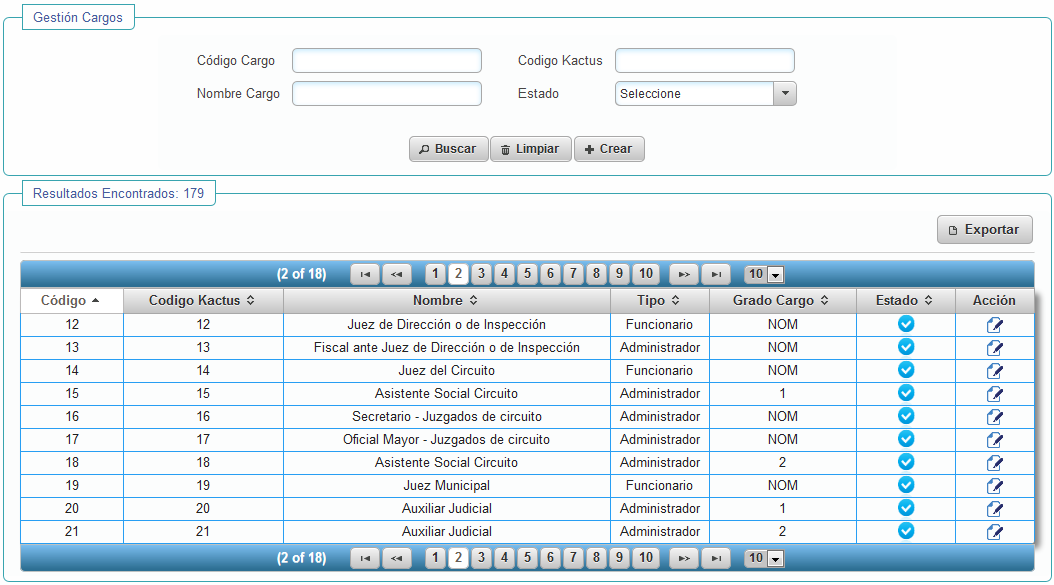 Gestión Cargos
Código Cargo Codigo Kactus
Nombre Cargo Estado Seleccione
Buscar Limpiar Crear
Resultados Encontrados: 179
Exportar
(2 of 18) 1 2 3 4 5 6 7 8 9 10 10
Código Codigo Kactus Nombre Tipo Grado Cargo Estado Acción
12 12 Juez de Dirección o de Inspección Funcionario NOM
13 13 Fiscal ante Juez de Dirección o de Inspección Administrador NOM
14 14 Juez del Circuito Funcionario NOM
15 15 Asistente Social Circuito Administrador 1
16 16 Secretario - Juzgados de circuito Administrador NOM
17 17 Oficial Mayor - Juzgados de circuito Administrador NOM
18 18 Asistente Social Circuito Administrador 2
19 19 Juez Municipal Funcionario NOM
20 20 Auxiliar Judicial Administrador 1
21 21 Auxiliar Judicial Administrador 2
(2 of 18) 1 2 3 4 5 6 7 8 9 10 10